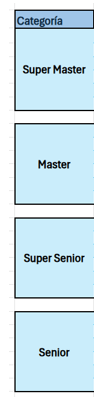 Categoría
Super Master
Master
Super Senior
Senior